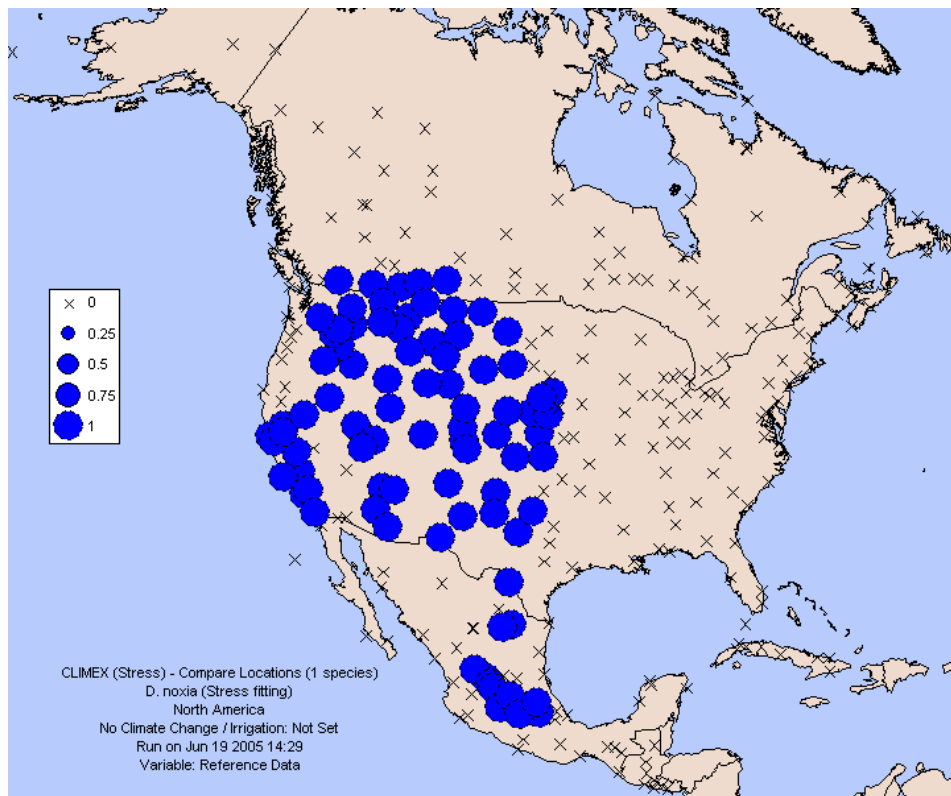 0
0.25
0.5
0.75
1
CLIMEX (Stress) - Compare Locations (1 species)
D. noxia (Stress fitting)
North America
No Climate Change / Irrigation: Not Set
Run on Jun 19 2005 14:29
Variable: Reference Data